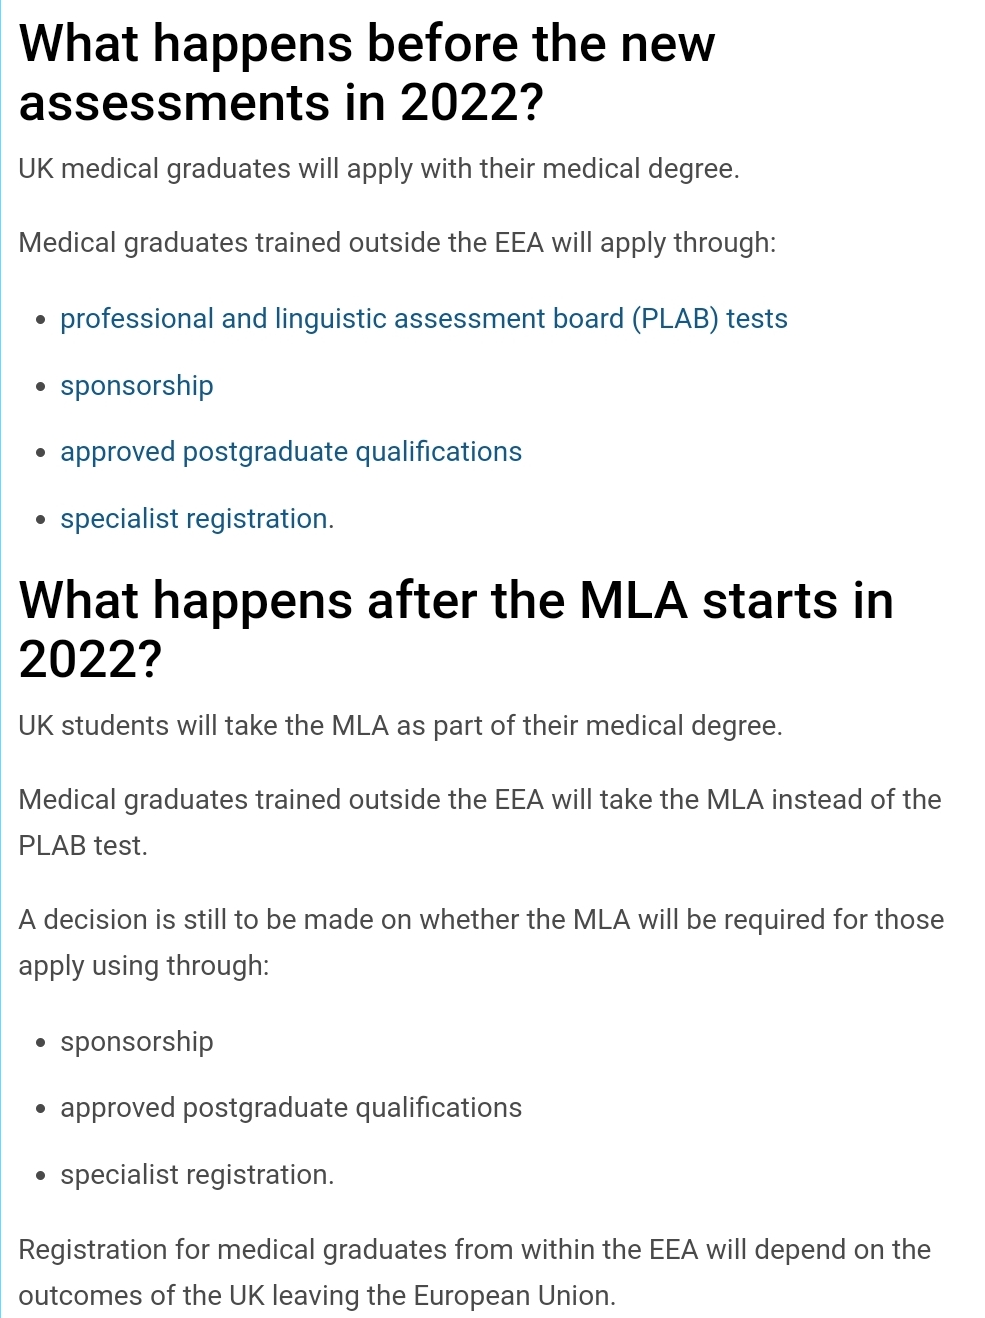 What happens before the new
assessments in 2022?
UK medical graduates will apply with their medical degree.
Medical graduates trained outside the EEA will apply through:
• professional and linguistic assessment board (PLAB) tests
• sponsorship
• approved postgraduate qualifications
• specialist registration.
What happens after the MLA starts in
2022?
UK students will take the MLA as part of their medical degree.
Medical graduates trained outside the EEA will take the MLA instead of the
PLAB test.
A decision is still to be made on whether the MLA will be required for those
apply using through:
• sponsorship
• approved postgraduate qualifications
• specialist registration.
Registration for medical graduates from within the EEA will depend on the
outcomes of the UK leaving the European Union.